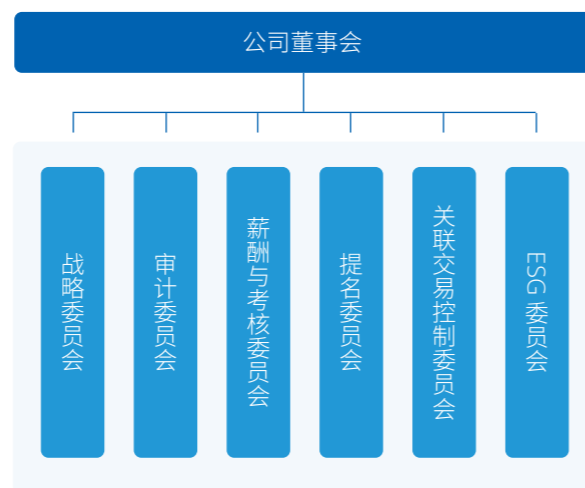 公司董事会
战略委员会
审计委员会
薪酬与考核委员会
提名委员会
关联交易控制委员会
ESG 委员会